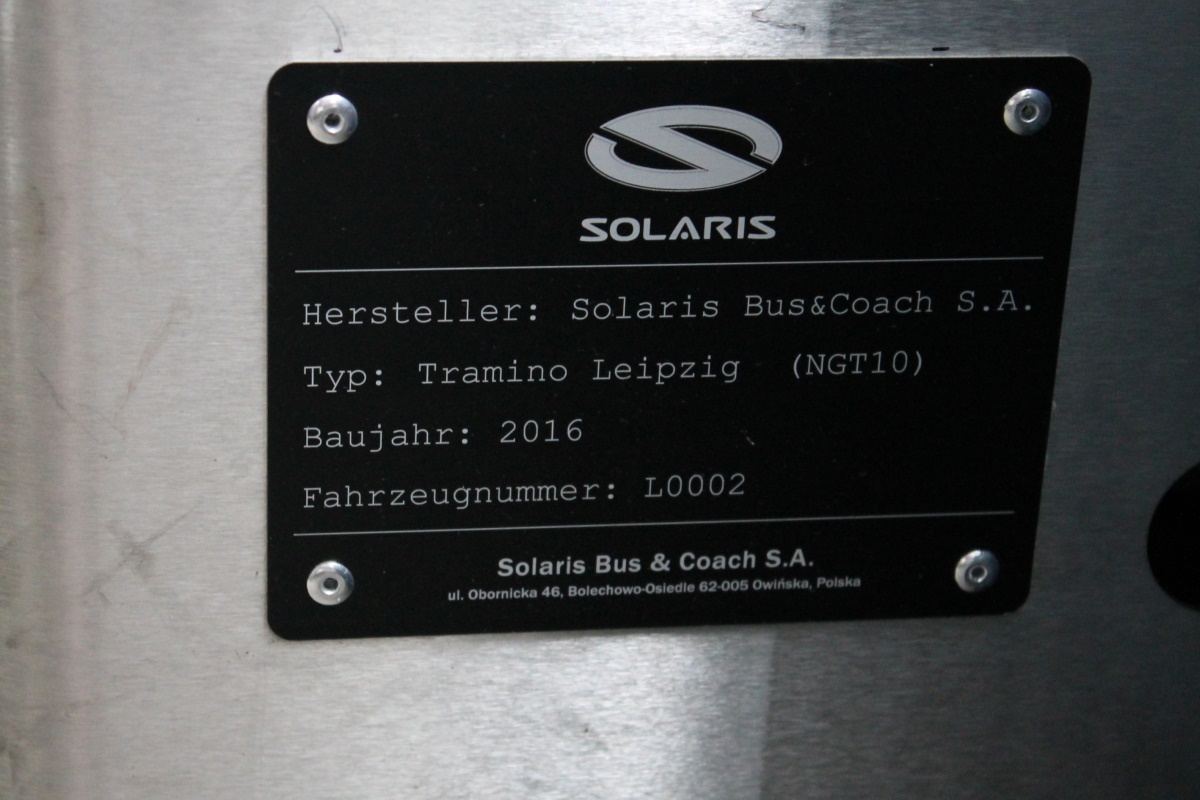 SOLARIS
Hersteller: Solaris Bus&Coach S.A.
Typ: Tramino Leipzig (NGT10)
Baujahr: 2016
Fahrzeugnummer: L0002
Solaris Bus & Coach S.A.
ul. Obornicka 46, Bolechowo-Osiedle 62-005 Owińska, Polska